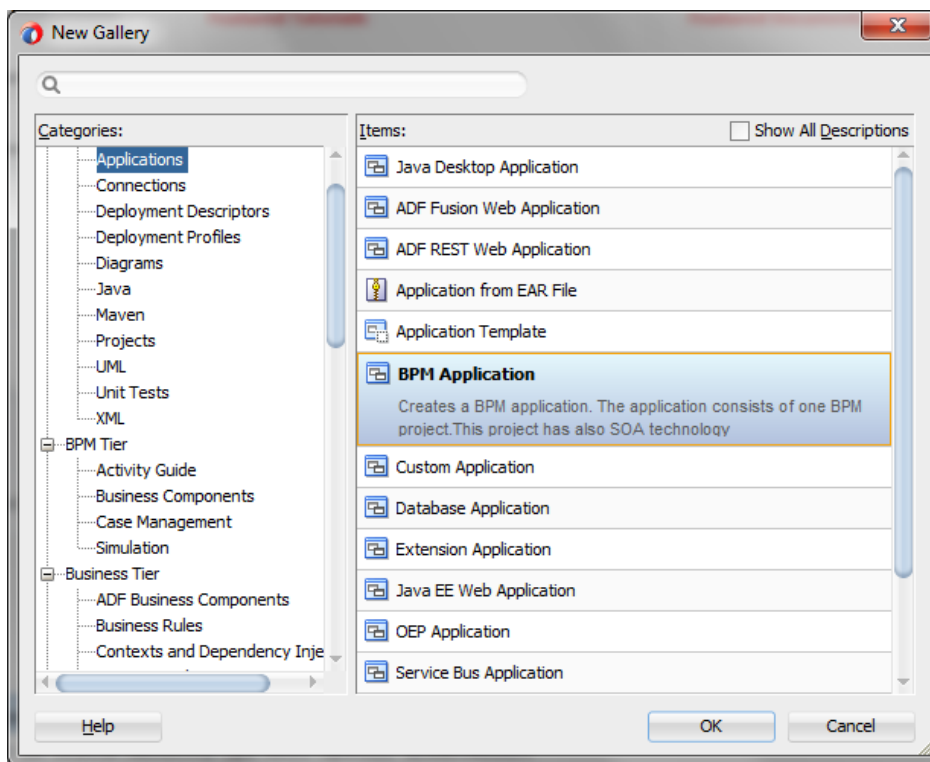 New Gallery
Categories:
Applications
Connections
Deployment Descriptors
Deployment Profiles
Diagrams
Java
Maven
Projects
UML
Unit Tests
XML
BPM Tier
Activity Guide
Business Components
Case Management
Simulation
Business Tier
ADF Business Components
Business Rules
Contexts and Dependency Inje
Items:
Show All Descriptions
Java Desktop Application
ADF Fusion Web Application
ADF REST Web Application
Application from EAR File
Application Template
BPM Application
Creates a BPM application. The application consists of one BPM
project.This project has also SOA technology
Custom Application
Database Application
Extension Application
Java EE Web Application
OEP Application
Service Bus Application
Help
OK
Cancel